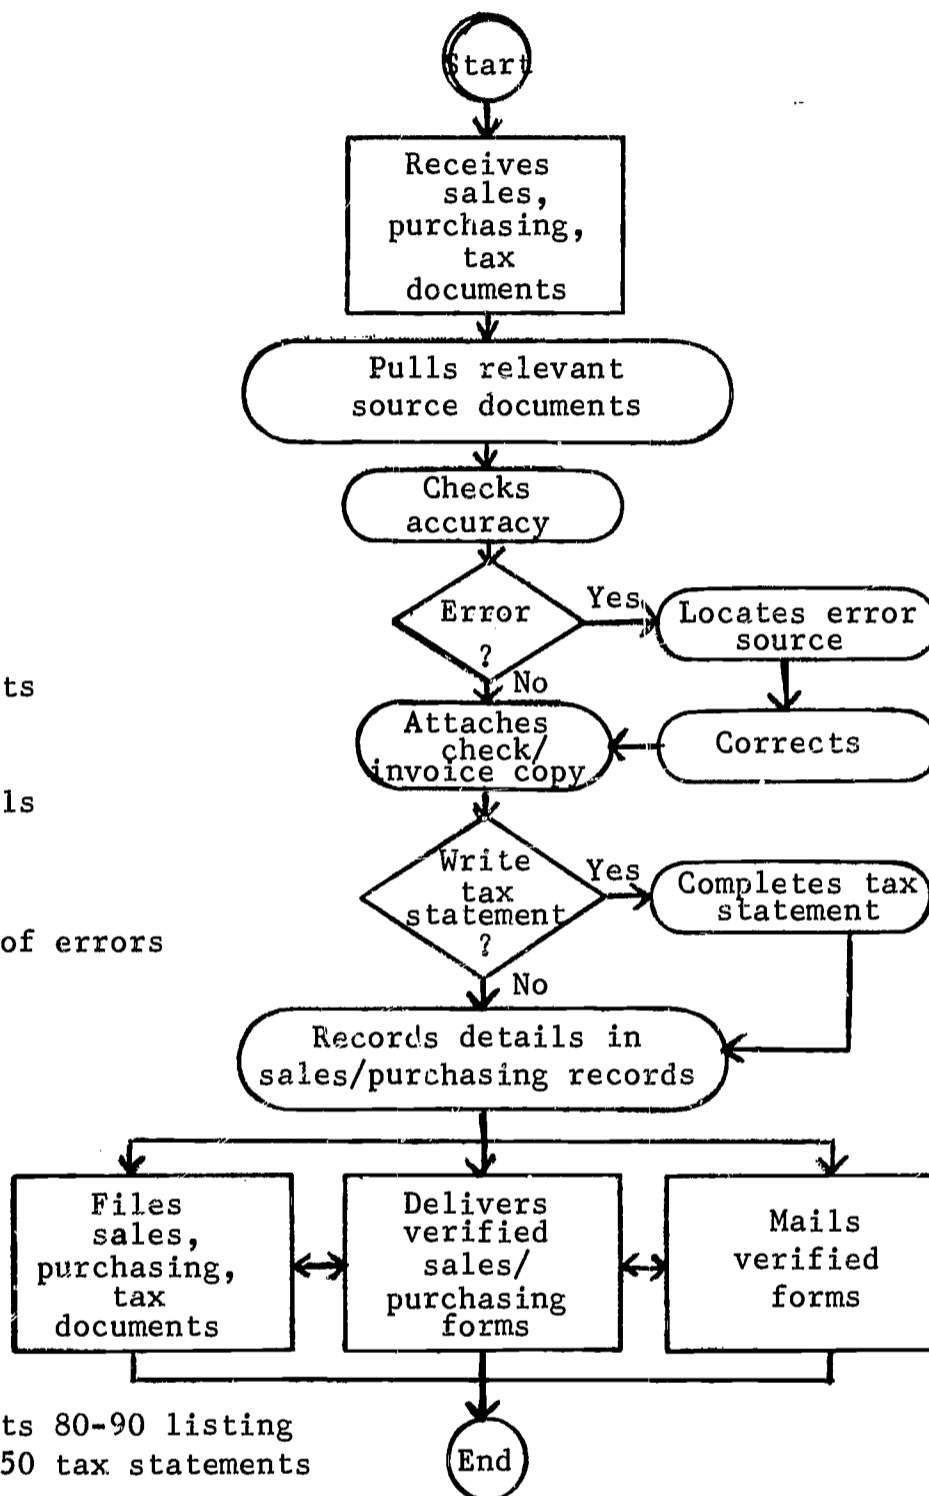 Start
Receives
sales,
purchasing,
tax
documents
Pulls relevant
source documents
Checks
accuracy
Error
?
Yes
Locates error
source
No
Corrects
Attaches
check/
invoice copy
Write
tax
statement
?
Yes
Completes tax
statement
No
Records details in
sales/purchasing records
Files
sales,
purchasing,
tax
documents
Delivers
verified
sales/
purchasing
forms
Mails
verified
forms
End
ts
ls
of errors
ts 80-90 listing
50 tax statements